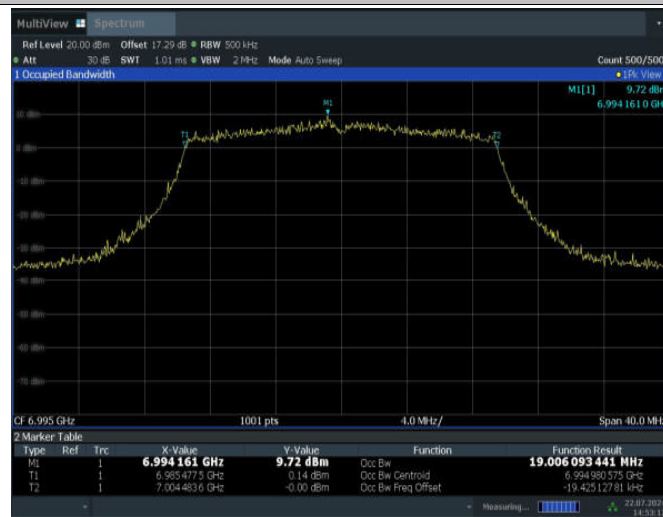 MultiView Spectrum
Ref Level 20.00 dBm Offset 17.29 dB RBW 500 kHz
Att 30 dB SWT 1.01 ms VBW 2 MHz Mode Auto Sweep Count 500/500
1 Occupied Bandwidth 1Pk View
M1[1] 9.72 dBm
6.994 161 0 GH
M1
10 dBm
T1 T2
0 dBm
-10 dBm
-20 dBm
-30 dBm
-40 dBm
-50 dBm
-60 dBm
-70 dBm
CF 6.995 GHz 1001 pts 4.0 MHz/ Span 40.0 MH
2 Marker Table
Type Ref Trc X-Value Y-Value Function Function Result
M1 1 6.994 161 GHz 9.72 dBm Occ Bw 19.006 093 441 MHz
T1 1 6.985 477 5 GHz 0.14 dBm Occ Bw Centroid 6.994 980 575 GHz
T2 1 7.004 483 6 GHz -0.00 dBm Occ Bw Freq Offset -19.425 127 81 kHz
Measuring... 22.07.202
14:53:1